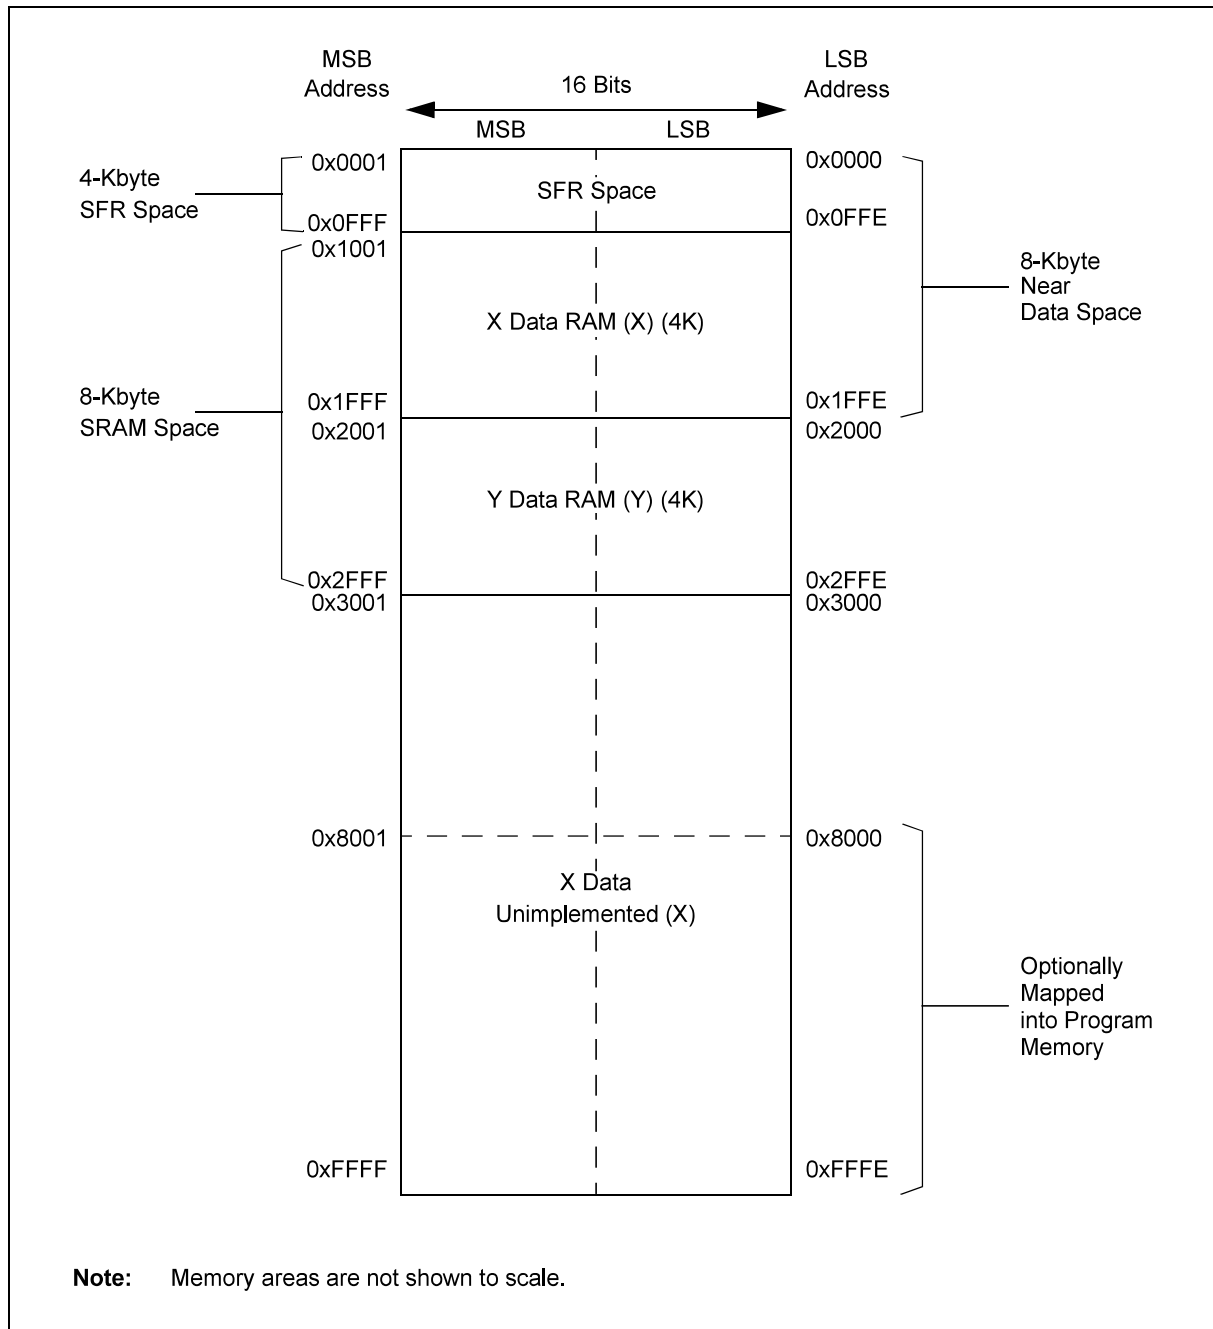 MSB
Address
LSB
Address
16 Bits
MSB
LSB
0x0001
0x0000
4-Kbyte
SFR Space
SFR Space
0x0FFF
0x0FFE
0x1001
8-Kbyte
Near
Data Space
X Data RAM (X) (4K)
8-Kbyte
SRAM Space
0x1FFF
0x1FFE
0x2001
0x2000
Y Data RAM (Y) (4K)
0x2FFF
0x2FFE
0x3001
0x3000
0x8001
0x8000
X Data
Unimplemented (X)
Optionally
Mapped
into Program
Memory
0xFFFF
0xFFFE
Note: Memory areas are not shown to scale.